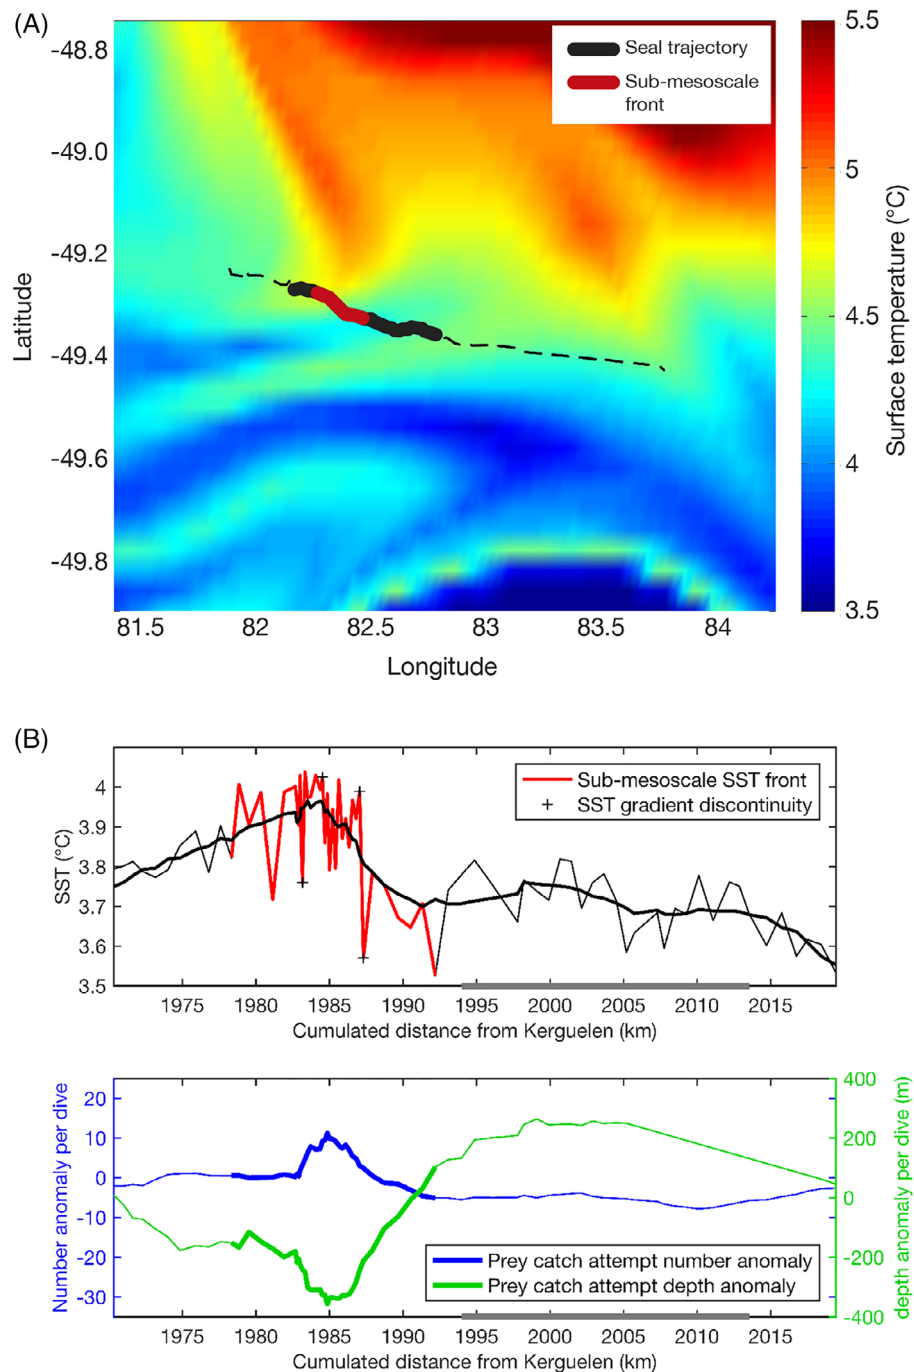 (A)
-48.8
-49.0
-49.2
-49.4
-49.6
-49.8
Latitude
Seal trajectory
Sub-mesoscale
front
5.5
5
4.5
4
3.5
Surface temperature (°C)
81.5 82 82.5 83 83.5 84
Longitude
(B)
4
3.9
3.8
3.7
3.6
3.5
SST (°C)
Sub-mesoscale SST front
SST gradient discontinuity
1975 1980 1985 1990 1995 2000 2005 2010 2015
Cumulated distance from Kerguelen (km)
20
10
0
-10
-20
-30
Number anomaly per dive
400
200
0
-200
-400
depth anomaly per dive (m)
Prey catch attempt number anomaly
Prey catch attempt depth anomaly
1975 1980 1985 1990 1995 2000 2005 2010 2015
Cumulated distance from Kerguelen (km)